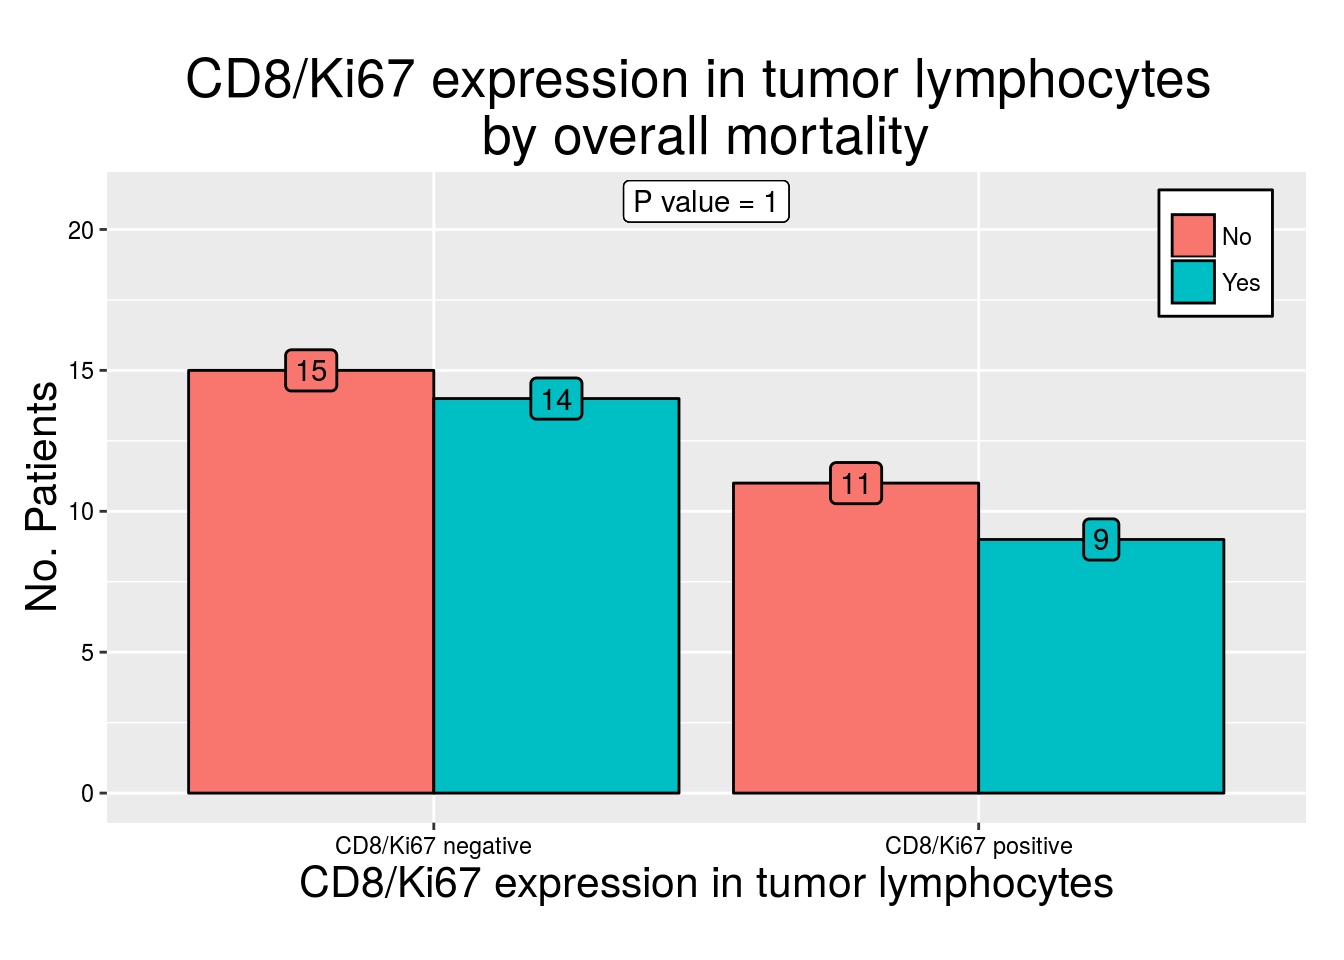 CD8/Ki67 expression in tumor lymphocytes
by overall mortality
P value = 1
No
Yes
No. Patients
20
15
10
5
0
15
14
11
9
CD8/Ki67 negative
CD8/Ki67 positive
CD8/Ki67 expression in tumor lymphocytes